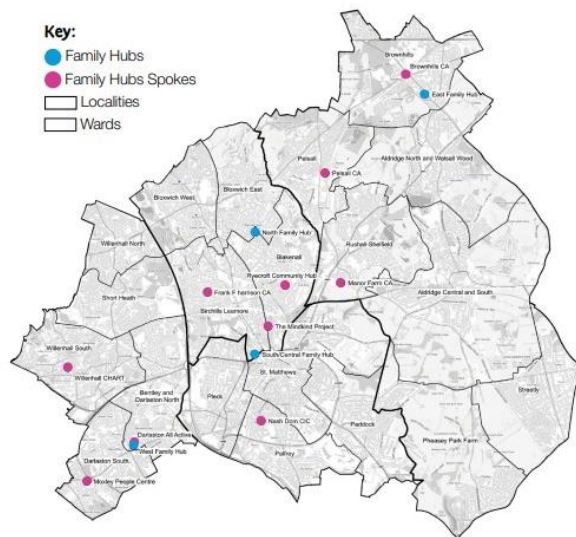 Key:
Family Hubs
Family Hubs Spokes
Localities
Wards
Brownhills
Brownhills CA
East Family Hub
Pelsall
Pelsall CA
Aldridge North and Walsall Wood
Bloxwich West
Bloxwich East
North Family Hub
Willenhall North
Rushall-Shelfield
Blakenall
Ryecroft Community Hub
Manor Farm CA
Short Heath
Frank F harrison CA
Birchills Leamore
Aldridge Central and South
The Mindkind Project
Willenhall South
Willenhall CHART
South/Central Family Hub
St. Matthews
Bentley and
Darlaston North
Pleck
Streetly
Nash Dom CIC
Paddock
Pheasey Park Farm
Darlaston All Active
West Family Hub
Palfrey
Darlaston South
Moxley People Centre